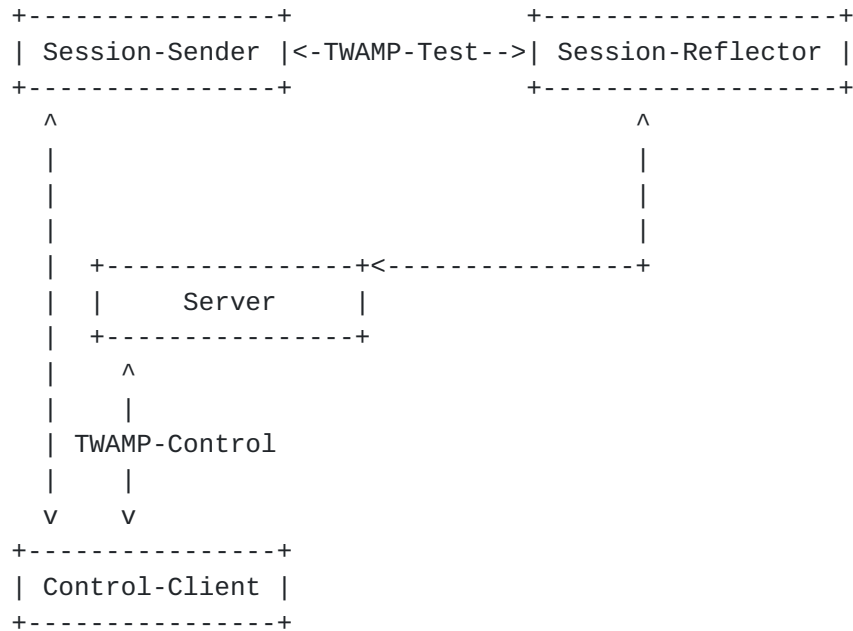 +----------------+               +-------------------+
| Session-Sender |<-TWAMP-Test-->| Session-Reflector |
+----------------+               +-------------------+
  ^                                     ^
  |                                     |
  |                                     |
  |                                     |
  |  +----------------+<----------------+
  |  |     Server     |
  |  +----------------+
  |    ^
  |    |
  | TWAMP-Control
  |    |
  v    v
+----------------+
| Control-Client |
+----------------+